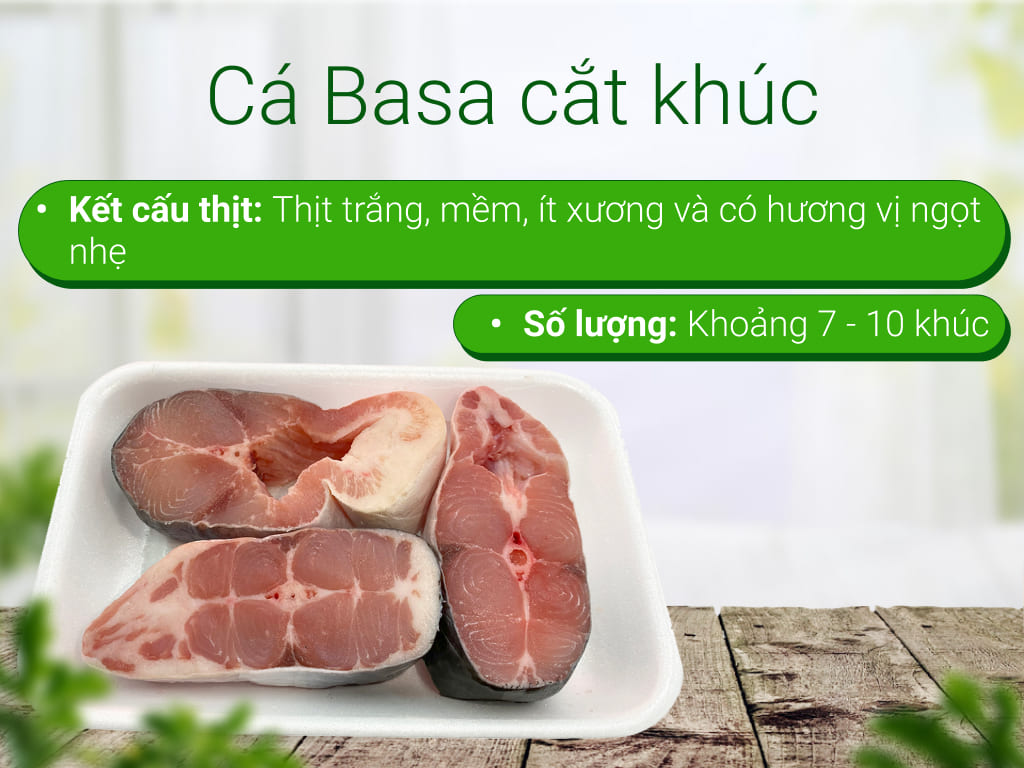 Cá Basa cắt khúc
• Kết cấu thịt: Thịt trắng, mềm, ít xương và có hương vị ngọt
nhẹ
• Số lượng: Khoảng 7 - 10 khúc